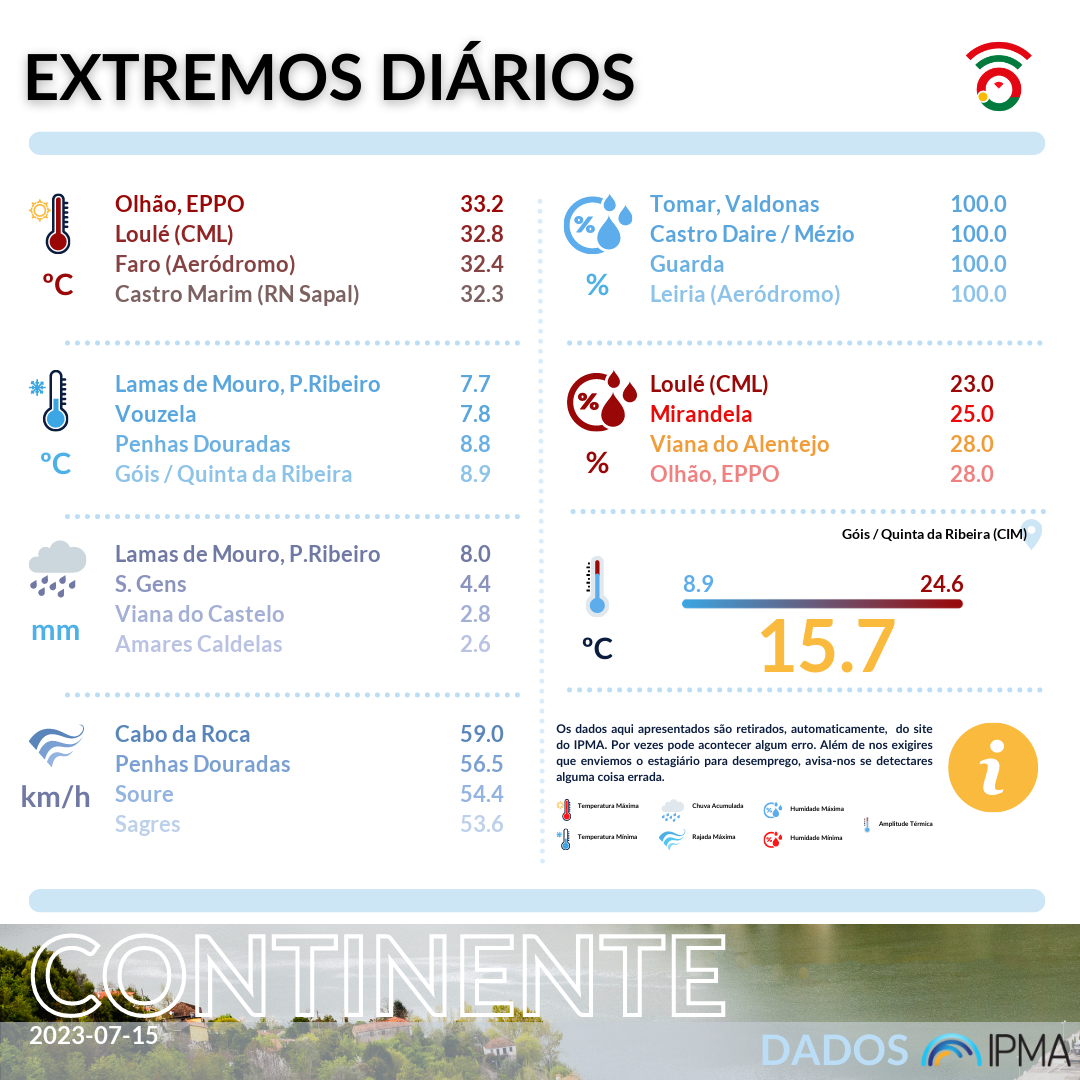 EXTREMOS DIÁRIOS
ºC
Olhão, EPPO 33.2
Loulé (CML) 32.8
Faro (Aeródromo) 32.4
Castro Marim (RN Sapal) 32.3
ºC
Lamas de Mouro, P.Ribeiro 7.7
Vouzela 7.8
Penhas Douradas 8.8
Góis / Quinta da Ribeira 8.9
mm
Lamas de Mouro, P.Ribeiro 8.0
S. Gens 4.4
Viana do Castelo 2.8
Amares Caldelas 2.6
km/h
Cabo da Roca 59.0
Penhas Douradas 56.5
Soure 54.4
Sagres 53.6
%
%
Tomar, Valdonas 100.0
Castro Daire / Mézio 100.0
Guarda 100.0
Leiria (Aeródromo) 100.0
%
%
Loulé (CML) 23.0
Mirandela 25.0
Viana do Alentejo 28.0
Olhão, EPPO 28.0
Góis / Quinta da Ribeira (CIM)
8.9 24.6
ºC
15.7
Os dados aqui apresentados são retirados, automaticamente, do site
do IPMA. Por vezes pode acontecer algum erro. Além de nos exigires
que enviemos o estagiário para desemprego, avisa-nos se detectares
alguma coisa errada.
i
Temperatura Máxima
Chuva Acumulada
Humidade Máxima
Amplitude Térmica
Temperatura Mínima
Rajada Máxima
Humidade Mínima
CONTINENTE
2023-07-15
DADOS IPMA